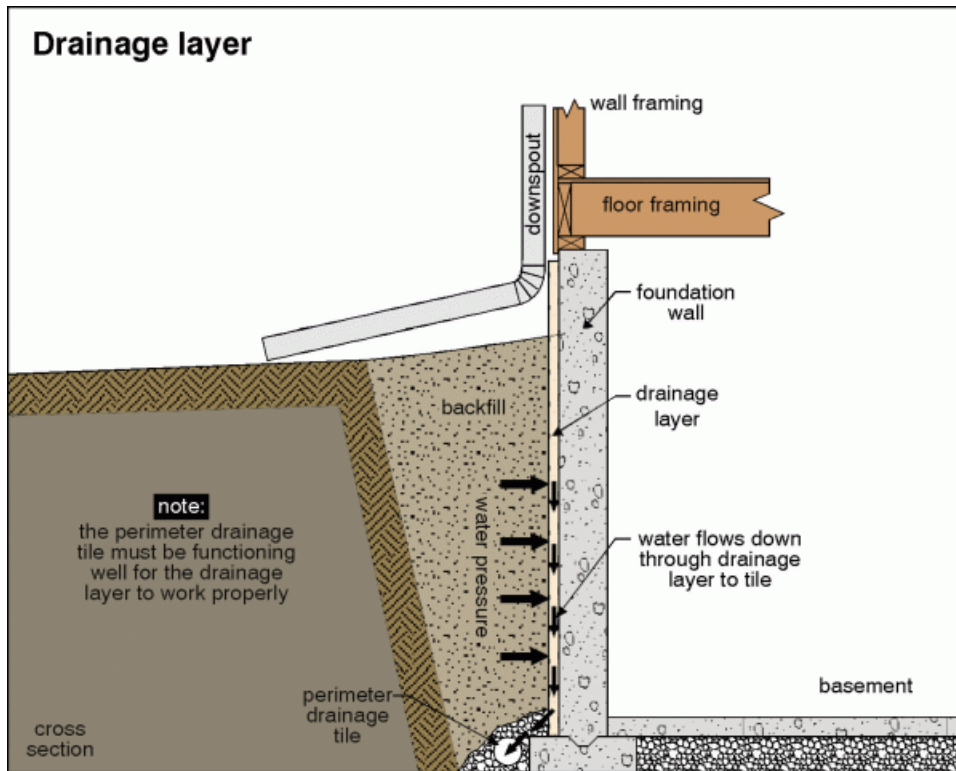 Drainage layer
wall framing
downspout
floor framing
foundation
wall
drainage
layer
backfill
note:
the perimeter drainage
tile must be functioning
well for the drainage
layer to work properly
water pressure
water flows down
through drainage
layer to tile
perimeter
drainage
tile
basement
cross
section